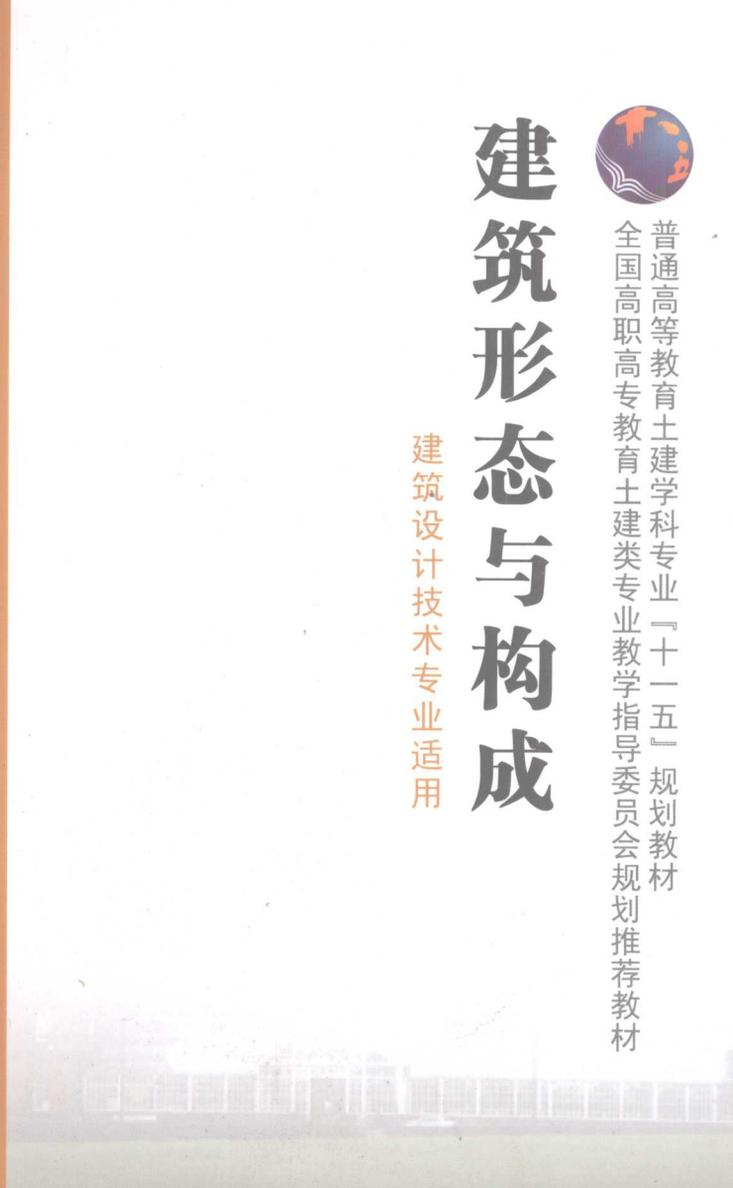 十一五
普通高等教育土建学科专业『十一五』规划教材
全国高职高专教育土建类专业教学指导委员会规划推荐教材
建筑形态与构成
建筑设计技术专业适用